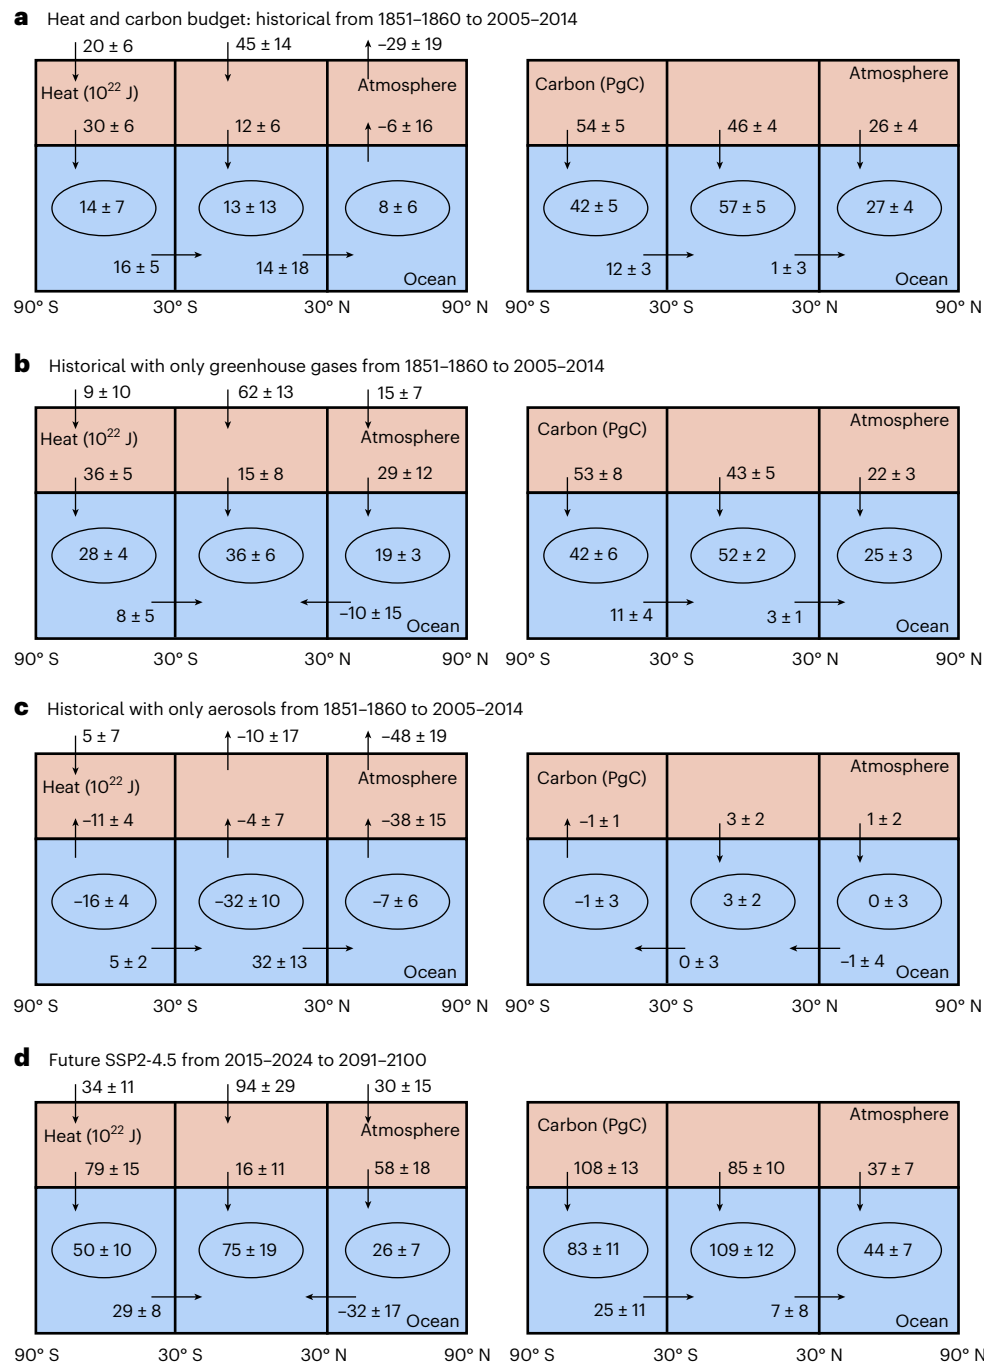 a Heat and carbon budget: historical from 1851–1860 to 2005–2014
20 ± 6 45 ± 14 –29 ± 19
Heat (10²² J) Atmosphere
30 ± 6 12 ± 6 –6 ± 16
14 ± 7 13 ± 13 8 ± 6
16 ± 5 14 ± 18
Ocean
90° S 30° S 30° N 90° N
Carbon (PgC) Atmosphere
54 ± 5 46 ± 4 26 ± 4
42 ± 5 57 ± 5 27 ± 4
12 ± 3 1 ± 3
Ocean
90° S 30° S 30° N 90° N
b Historical with only greenhouse gases from 1851–1860 to 2005–2014
9 ± 10 62 ± 13 15 ± 7
Heat (10²² J) Atmosphere
36 ± 5 15 ± 8 29 ± 12
28 ± 4 36 ± 6 19 ± 3
8 ± 5 –10 ± 15
Ocean
90° S 30° S 30° N 90° N
Carbon (PgC) Atmosphere
53 ± 8 43 ± 5 22 ± 3
42 ± 6 52 ± 2 25 ± 3
11 ± 4 3 ± 1
Ocean
90° S 30° S 30° N 90° N
c Historical with only aerosols from 1851–1860 to 2005–2014
5 ± 7 –10 ± 17 –48 ± 19
Heat (10²² J) Atmosphere
–11 ± 4 –4 ± 7 –38 ± 15
–16 ± 4 –32 ± 10 –7 ± 6
5 ± 2 32 ± 13
Ocean
90° S 30° S 30° N 90° N
Carbon (PgC) Atmosphere
–1 ± 1 3 ± 2 1 ± 2
–1 ± 3 3 ± 2 0 ± 3
0 ± 3 –1 ± 4
Ocean
90° S 30° S 30° N 90° N
d Future SSP2-4.5 from 2015–2024 to 2091–2100
34 ± 11 94 ± 29 30 ± 15
Heat (10²² J) Atmosphere
79 ± 15 16 ± 11 58 ± 18
50 ± 10 75 ± 19 26 ± 7
29 ± 8 –32 ± 17
Ocean
90° S 30° S 30° N 90° N
Carbon (PgC) Atmosphere
108 ± 13 85 ± 10 37 ± 7
83 ± 11 109 ± 12 44 ± 7
25 ± 11 7 ± 8
Ocean
90° S 30° S 30° N 90° N